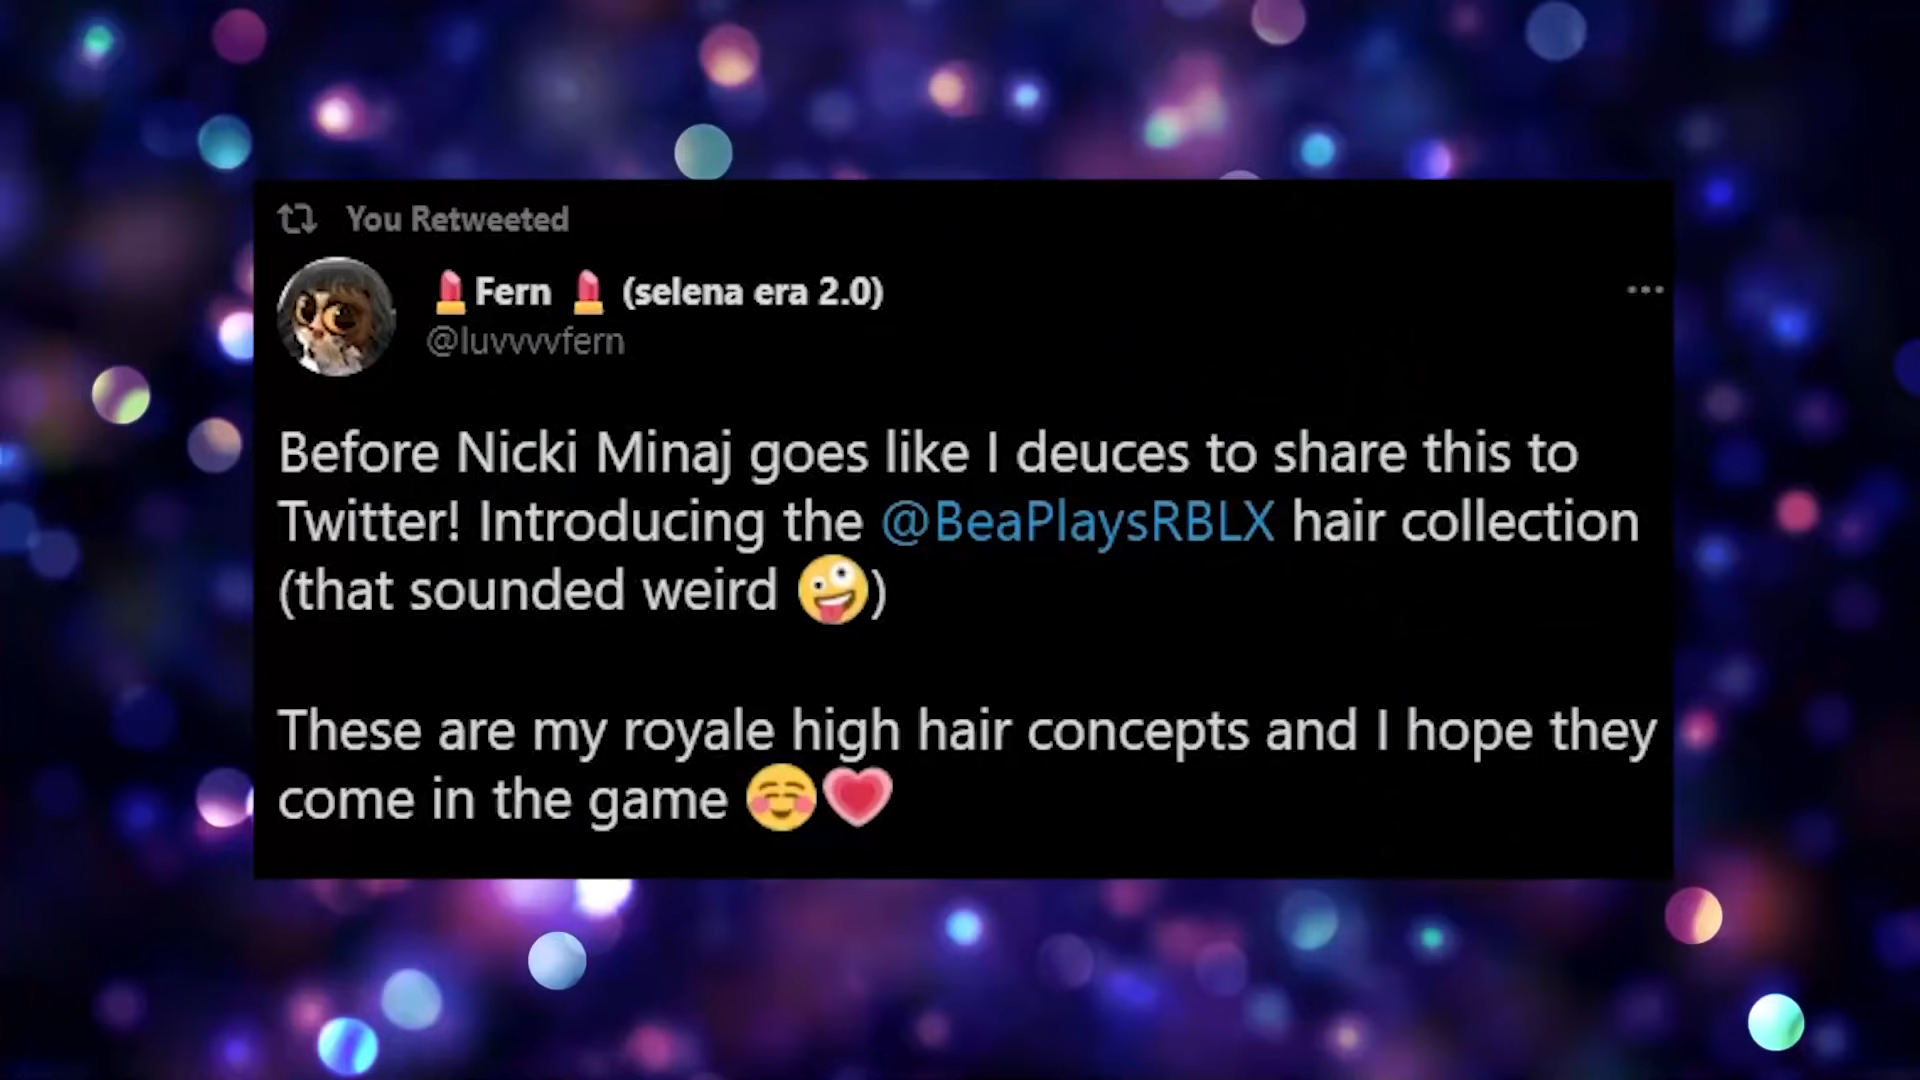 You Retweeted
💄Fern 💄 (selena era 2.0)
@luvvvvfern
Before Nicki Minaj goes like I deuces to share this to
Twitter! Introducing the @BeaPlaysRBLX hair collection
(that sounded weird 🤪)
These are my royale high hair concepts and I hope they
come in the game ☺️💗